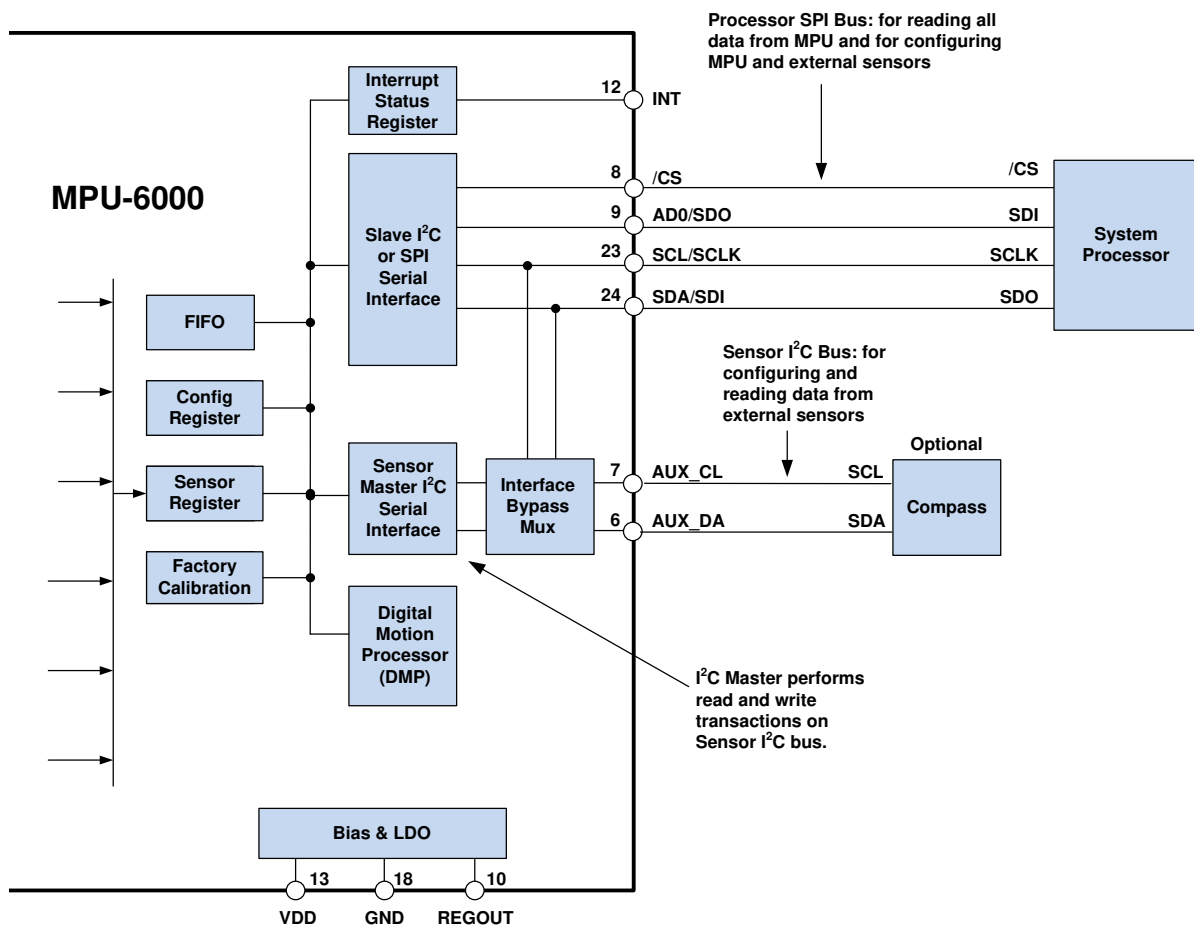 Processor SPI Bus: for reading all
data from MPU and for configuring
MPU and external sensors
MPU-6000
Interrupt
Status
Register
12
INT
Slave I²C
or SPI
Serial
Interface
8
/CS
/CS
9
AD0/SDO
SDI
23
SCL/SCLK
SCLK
24
SDA/SDI
SDO
System
Processor
FIFO
Config
Register
Sensor
Register
Factory
Calibration
Sensor I²C Bus: for
configuring and
reading data from
external sensors
Sensor
Master I²C
Serial
Interface
Interface
Bypass
Mux
7
AUX_CL
SCL
6
AUX_DA
SDA
Optional
Compass
Digital
Motion
Processor
(DMP)
I²C Master performs
read and write
transactions on
Sensor I²C bus.
Bias & LDO
13
18
10
VDD
GND
REGOUT